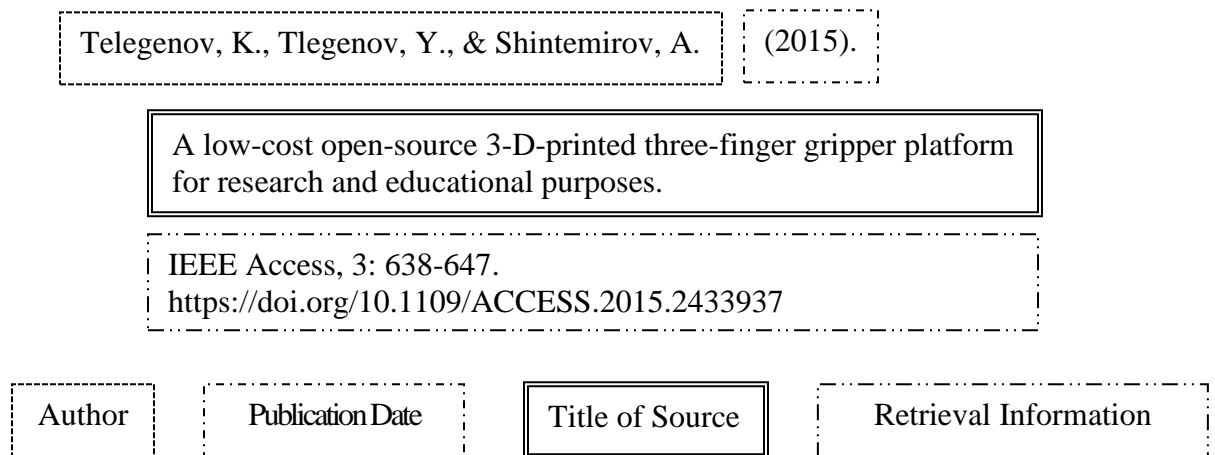 Telegenov, K., Tlegenov, Y., & Shintemirov, A. (2015).
A low-cost open-source 3-D-printed three-finger gripper platform
for research and educational purposes.
IEEE Access, 3: 638-647.
https://doi.org/10.1109/ACCESS.2015.2433937
Author Publication Date Title of Source Retrieval Information